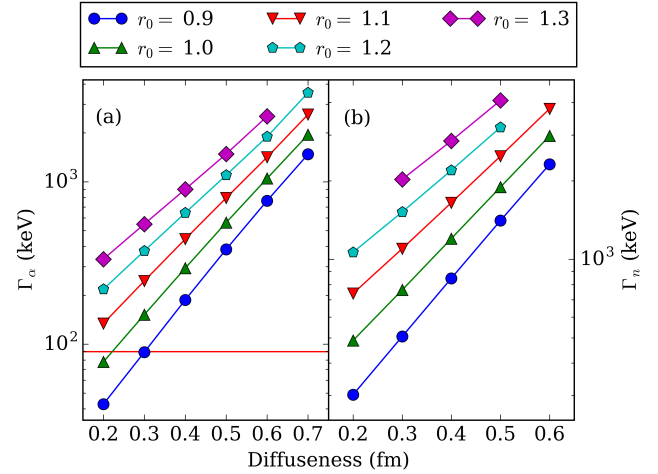 r₀ = 0.9 r₀ = 1.1 r₀ = 1.3
r₀ = 1.0 r₀ = 1.2
(a) (b)
10³
10²
Γα (keV)
10³
Γn (keV)
0.2 0.3 0.4 0.5 0.6 0.7 0.2 0.3 0.4 0.5 0.6
Diffuseness (fm)